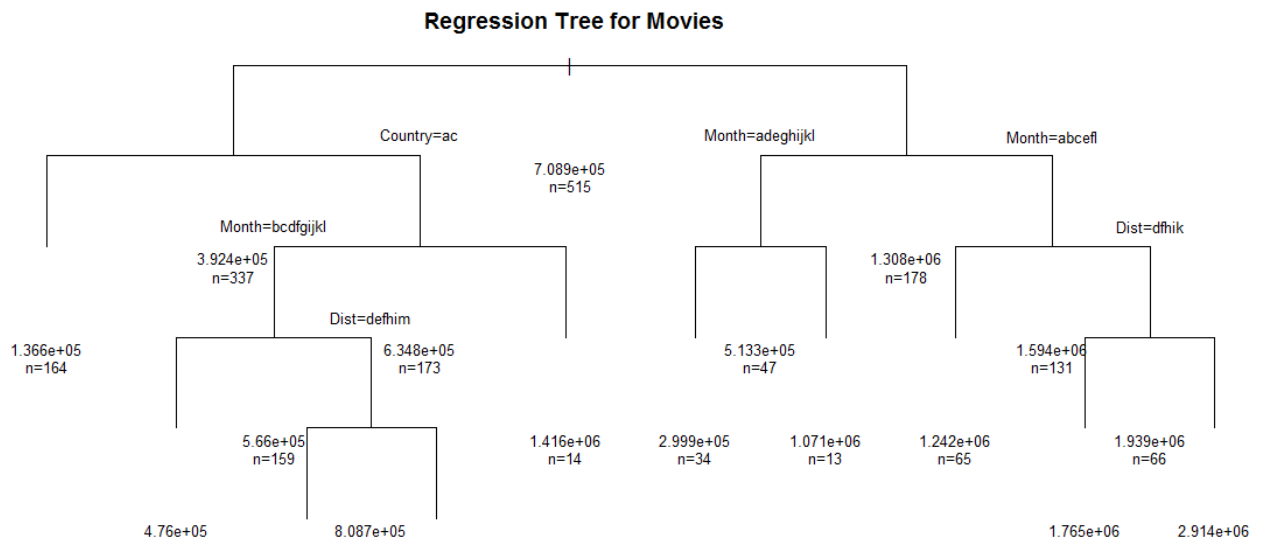 Regression Tree for Movies
Country=ac
Month=adeghijkl
Month=abcefl
7.089e+05
n=515
Month=bcdfgijkl
Dist=dfhik
3.924e+05
n=337
1.308e+06
n=178
Dist=defhim
1.366e+05
n=164
6.348e+05
n=173
5.133e+05
n=47
1.594e+06
n=131
5.66e+05
n=159
1.416e+06
n=14
2.999e+05
n=34
1.071e+06
n=13
1.242e+06
n=65
1.939e+06
n=66
4.76e+05
8.087e+05
1.765e+06
2.914e+06